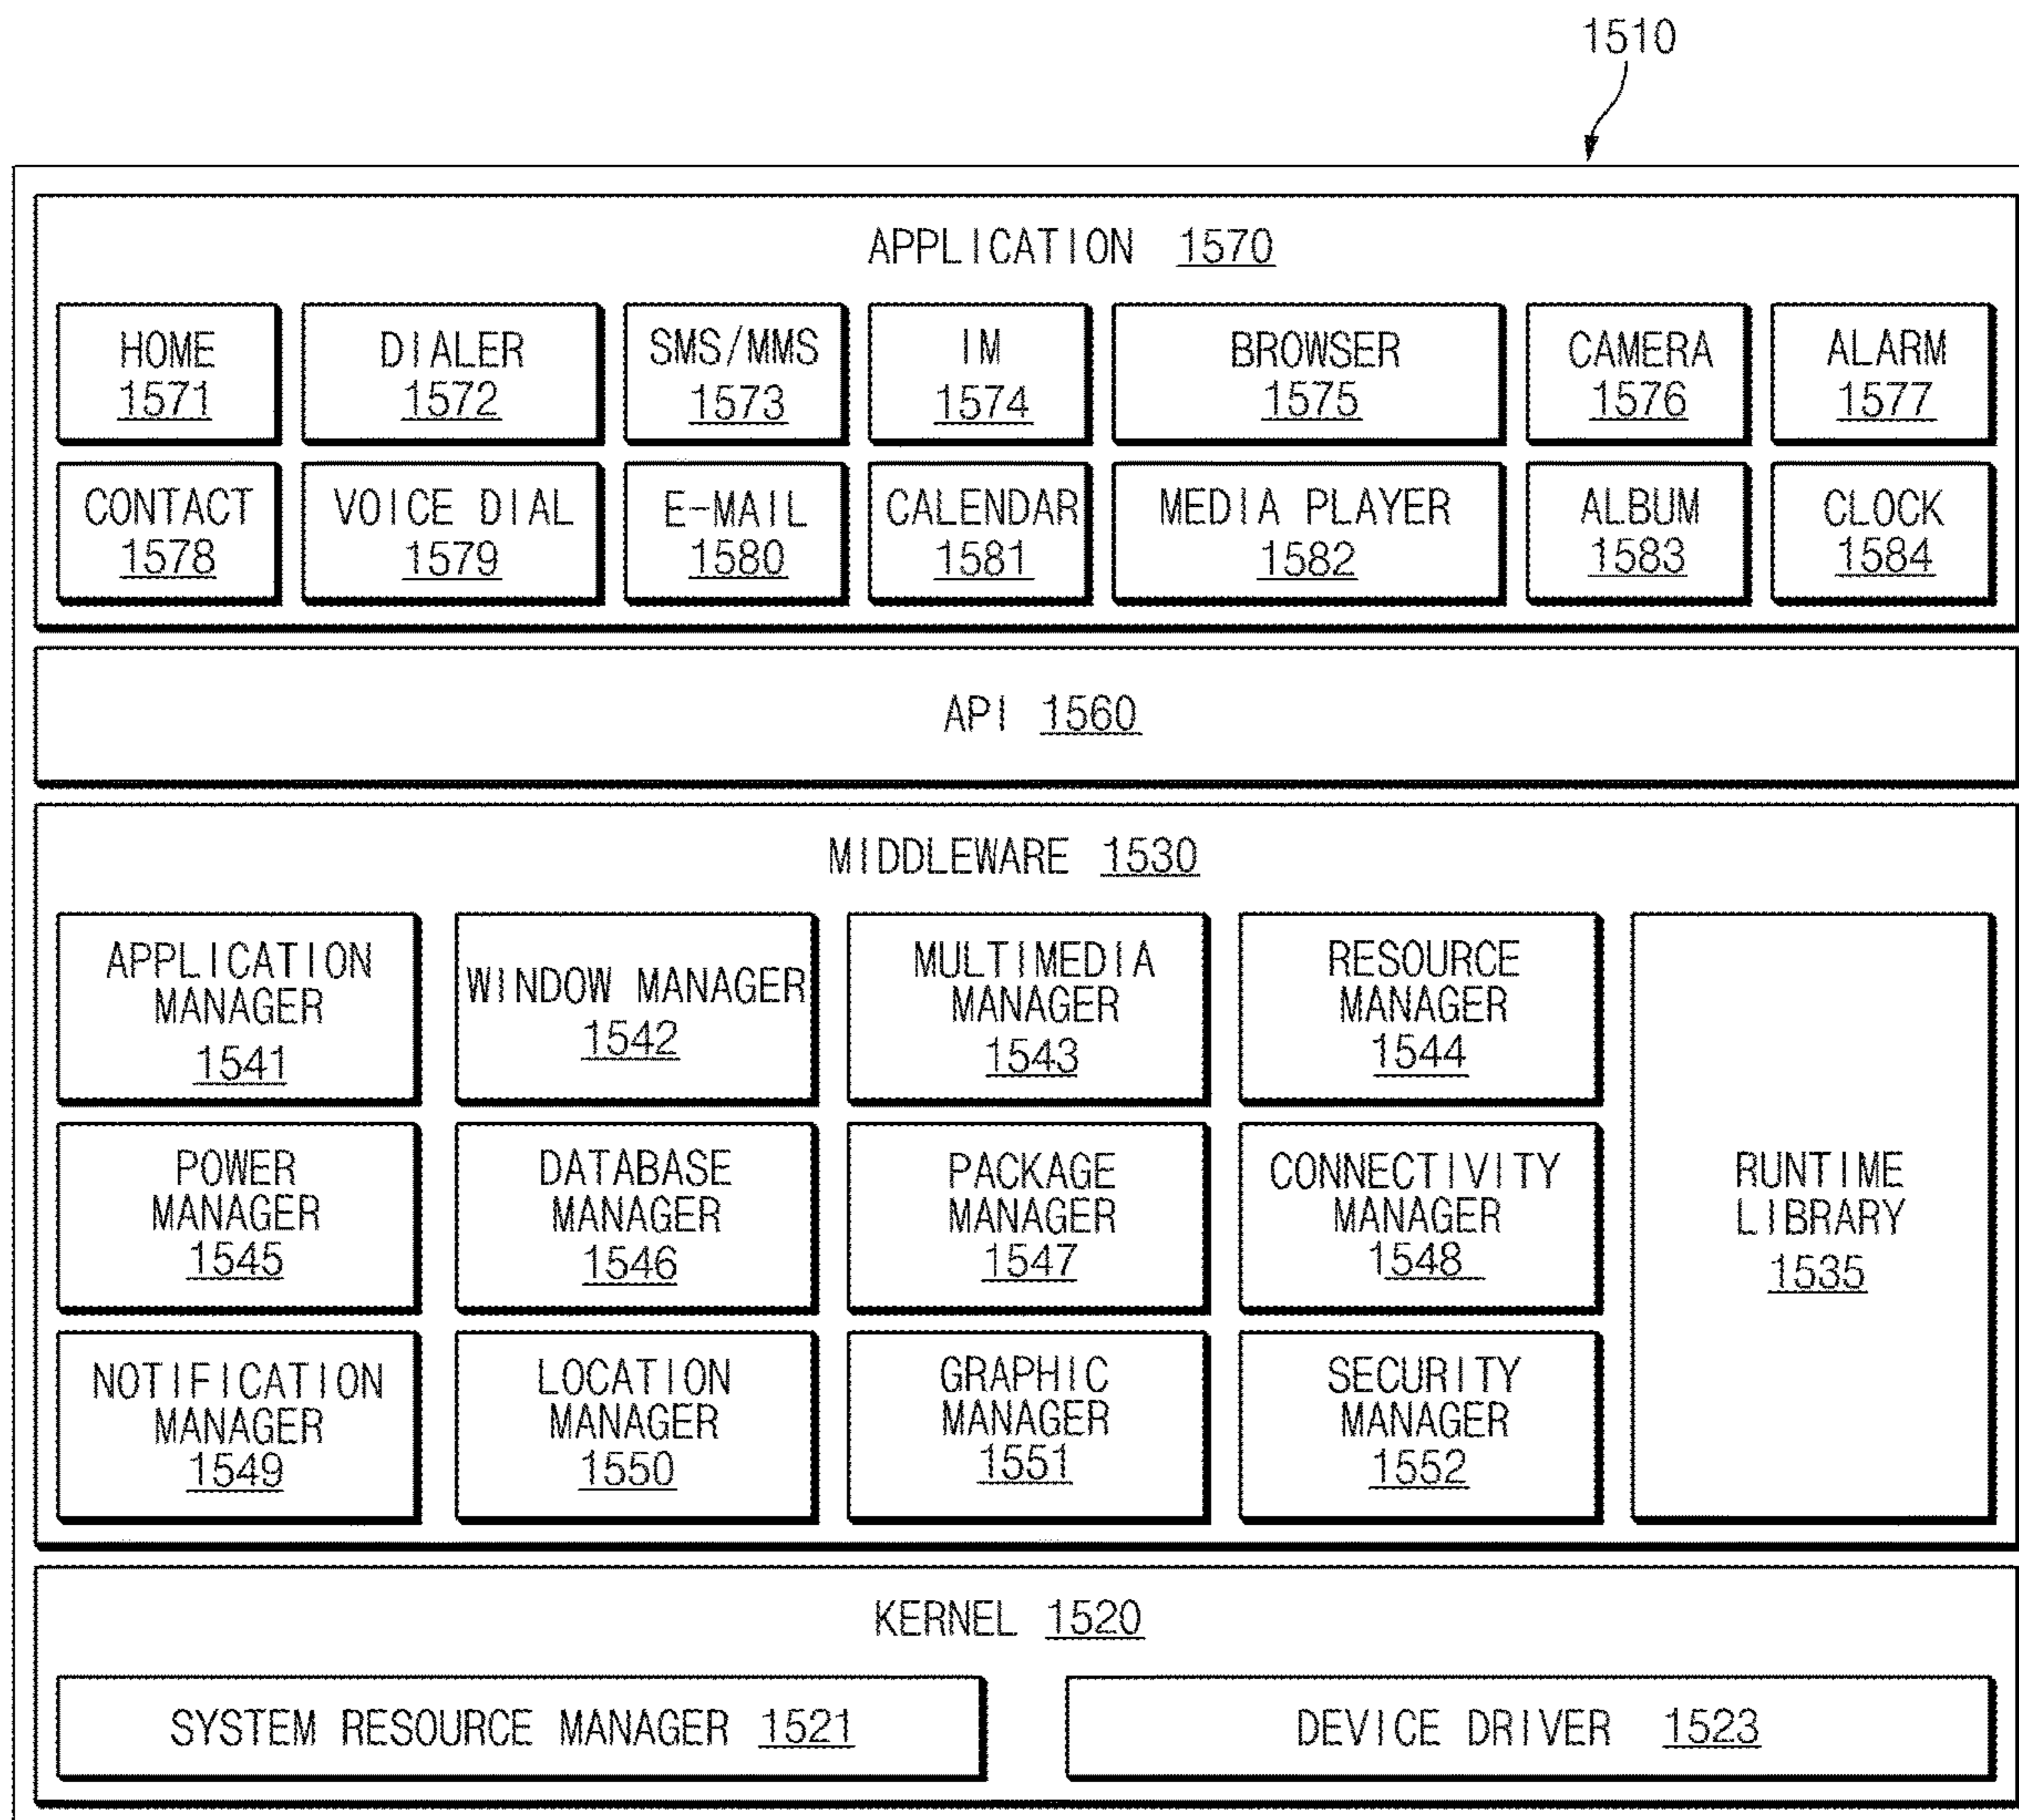 1510
APPLICATION 1570
HOME
1571
DIALER
1572
SMS/MMS
1573
IM
1574
BROWSER
1575
CAMERA
1576
ALARM
1577
CONTACT
1578
VOICE DIAL
1579
E-MAIL
1580
CALENDAR
1581
MEDIA PLAYER
1582
ALBUM
1583
CLOCK
1584
API 1560
MIDDLEWARE 1530
APPLICATION
MANAGER
1541
WINDOW MANAGER
1542
MULTIMEDIA
MANAGER
1543
RESOURCE
MANAGER
1544
POWER
MANAGER
1545
DATABASE
MANAGER
1546
PACKAGE
MANAGER
1547
CONNECTIVITY
MANAGER
1548
RUNTIME
LIBRARY
1535
NOTIFICATION
MANAGER
1549
LOCATION
MANAGER
1550
GRAPHIC
MANAGER
1551
SECURITY
MANAGER
1552
KERNEL 1520
SYSTEM RESOURCE MANAGER 1521
DEVICE DRIVER 1523